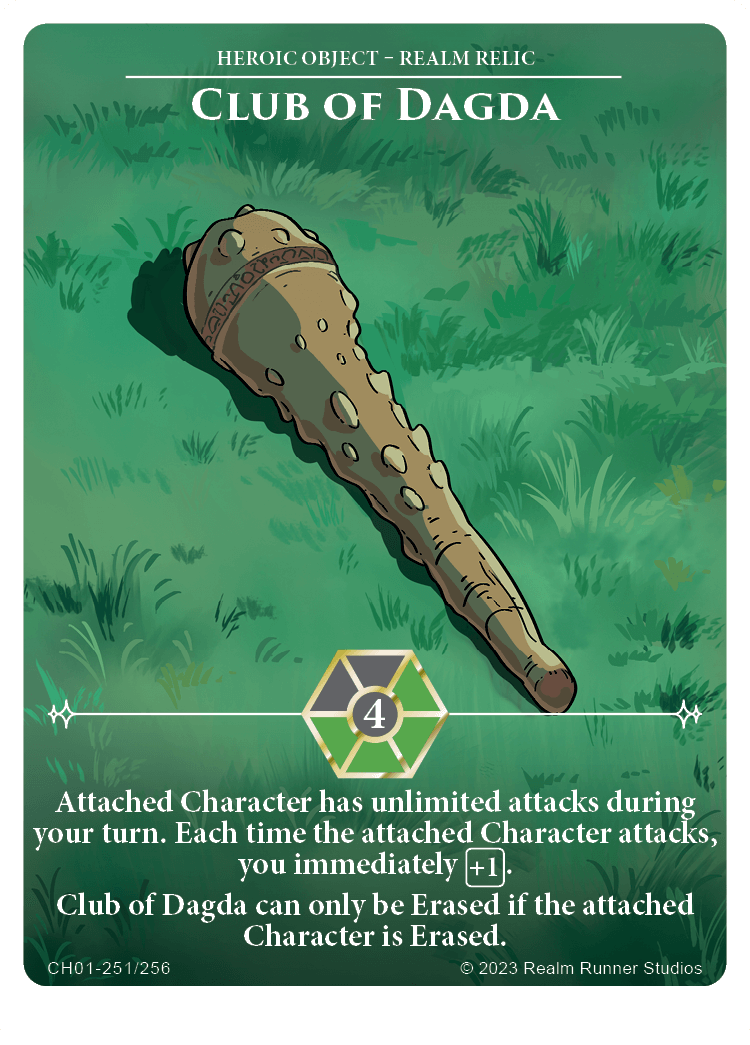 HEROIC OBJECT – REALM RELIC
CLUB OF DAGDA
4
Attached Character has unlimited attacks during
your turn. Each time the attached Character attacks,
you immediately +1.
Club of Dagda can only be Erased if the attached
Character is Erased.
CH01-251/256 © 2023 Realm Runner Studios